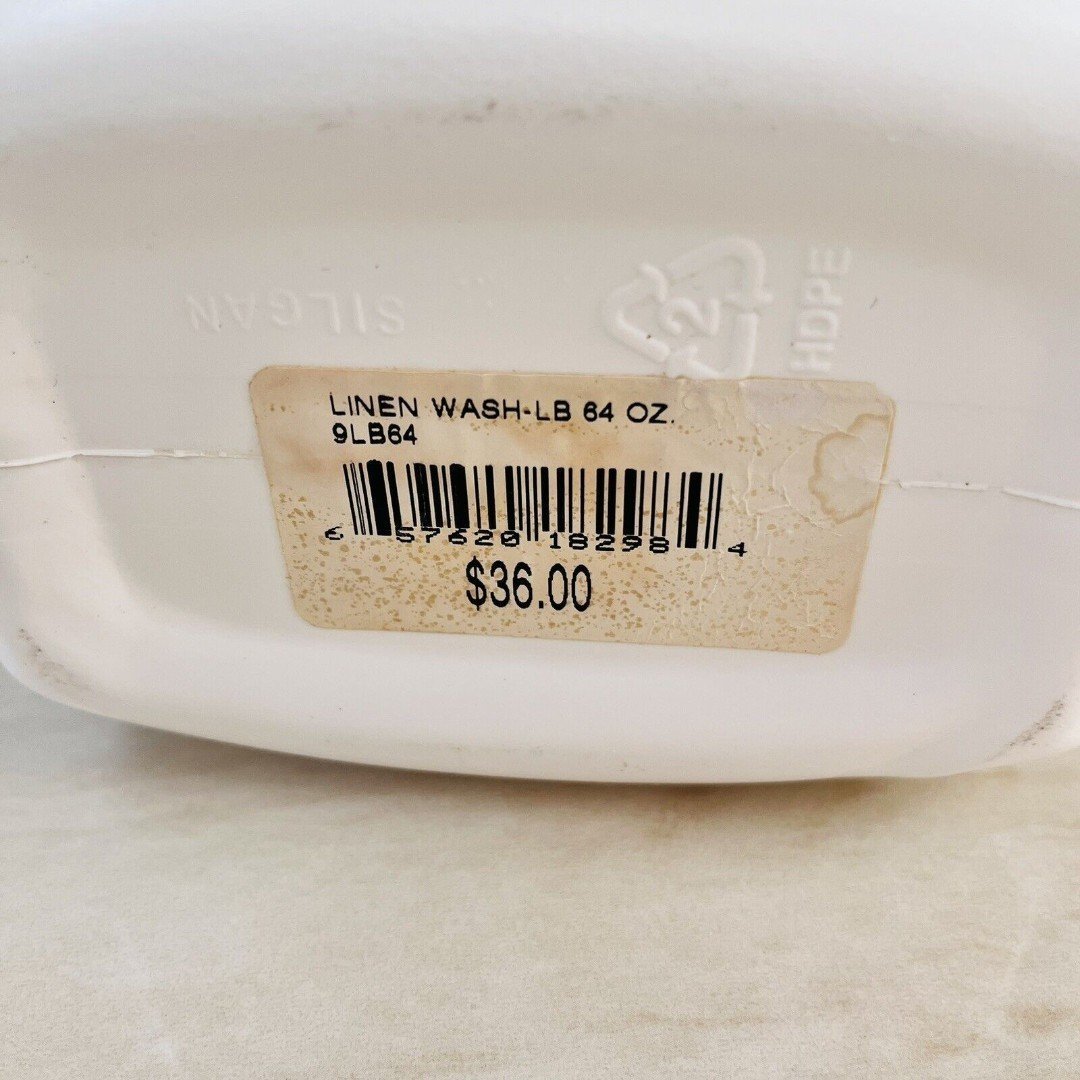 SILGAN
2
HDPE
LINEN WASH-LB 64 OZ.
9LB64
6 57620 18298 4
$36.00